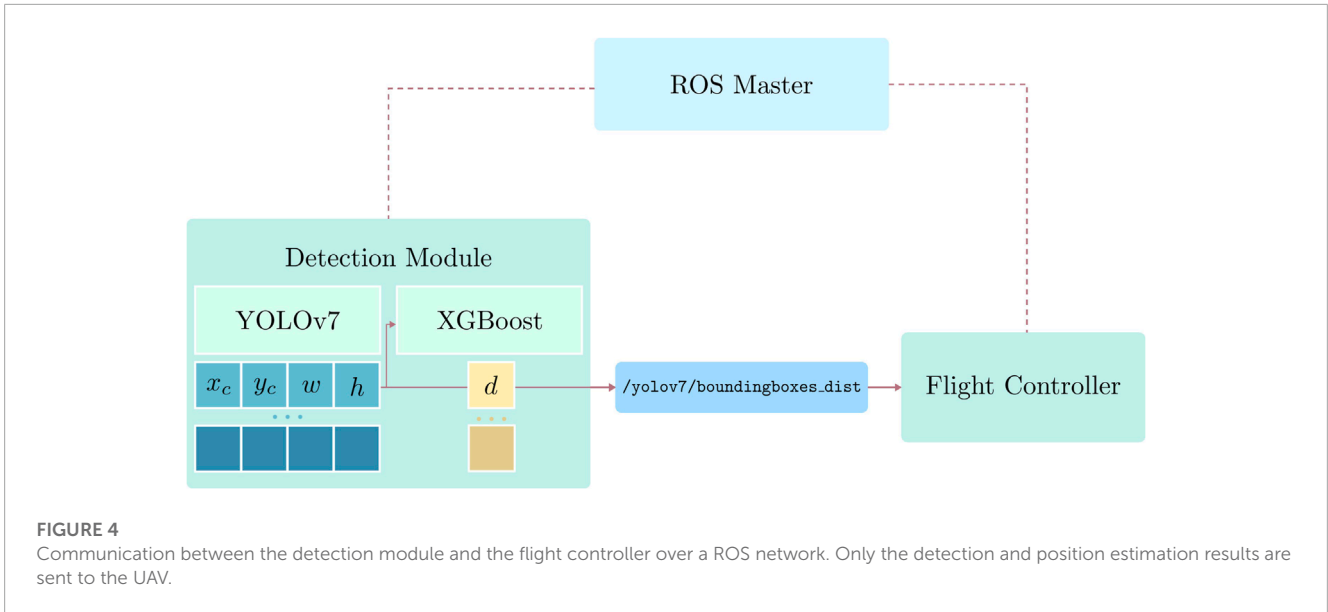 ROS Master
Detection Module
YOLOv7
XGBoost
x_c y_c w h
d
/yolov7/boundingboxes_dist
Flight Controller
FIGURE 4
Communication between the detection module and the flight controller over a ROS network. Only the detection and position estimation results are
sent to the UAV.